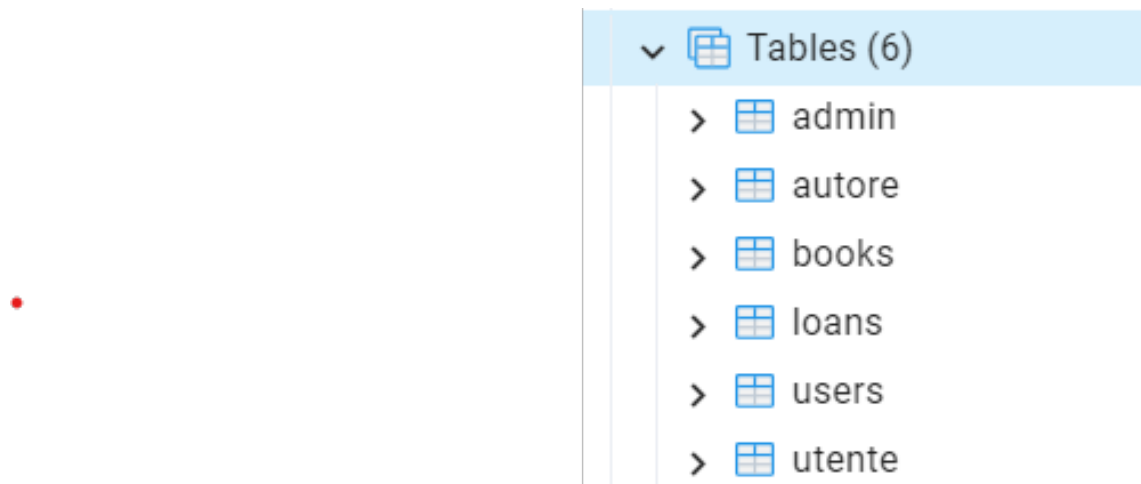 Tables (6)
admin
autore
books
loans
users
utente